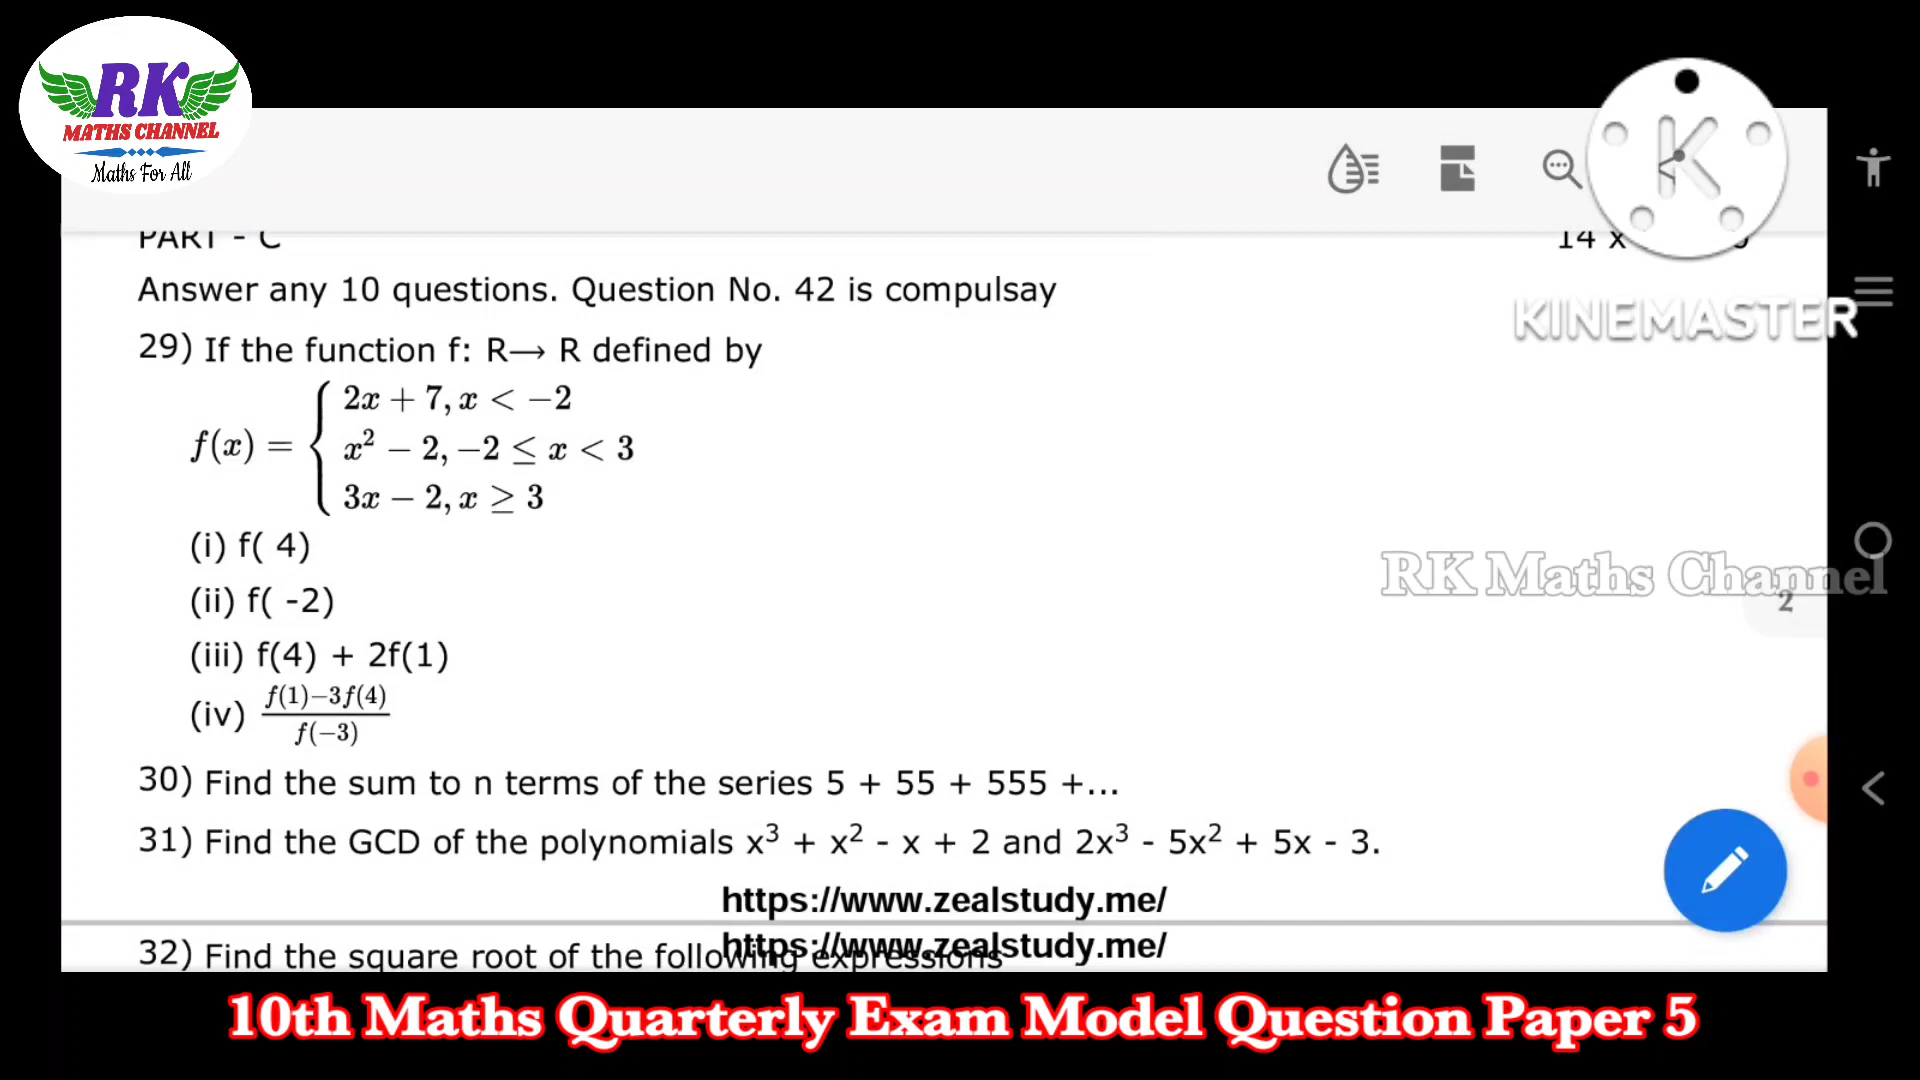 RK
MATHS CHANNEL
Maths For All
K
KINEMASTER
PART - C
14 x
Answer any 10 questions. Question No. 42 is compulsay
29) If the function f: R→ R defined by
f(x) = { 2x + 7, x < −2
x² − 2, −2 ≤ x < 3
3x − 2, x ≥ 3
(i) f( 4)
(ii) f( -2)
(iii) f(4) + 2f(1)
(iv) f(1)−3f(4)
f(−3)
RK Maths Channel
2
30) Find the sum to n terms of the series 5 + 55 + 555 +...
31) Find the GCD of the polynomials x³ + x² - x + 2 and 2x³ - 5x² + 5x - 3.
https://www.zealstudy.me/
https://www.zealstudy.me/
32) Find the square root of the following expressions
10th Maths Quarterly Exam Model Question Paper 5